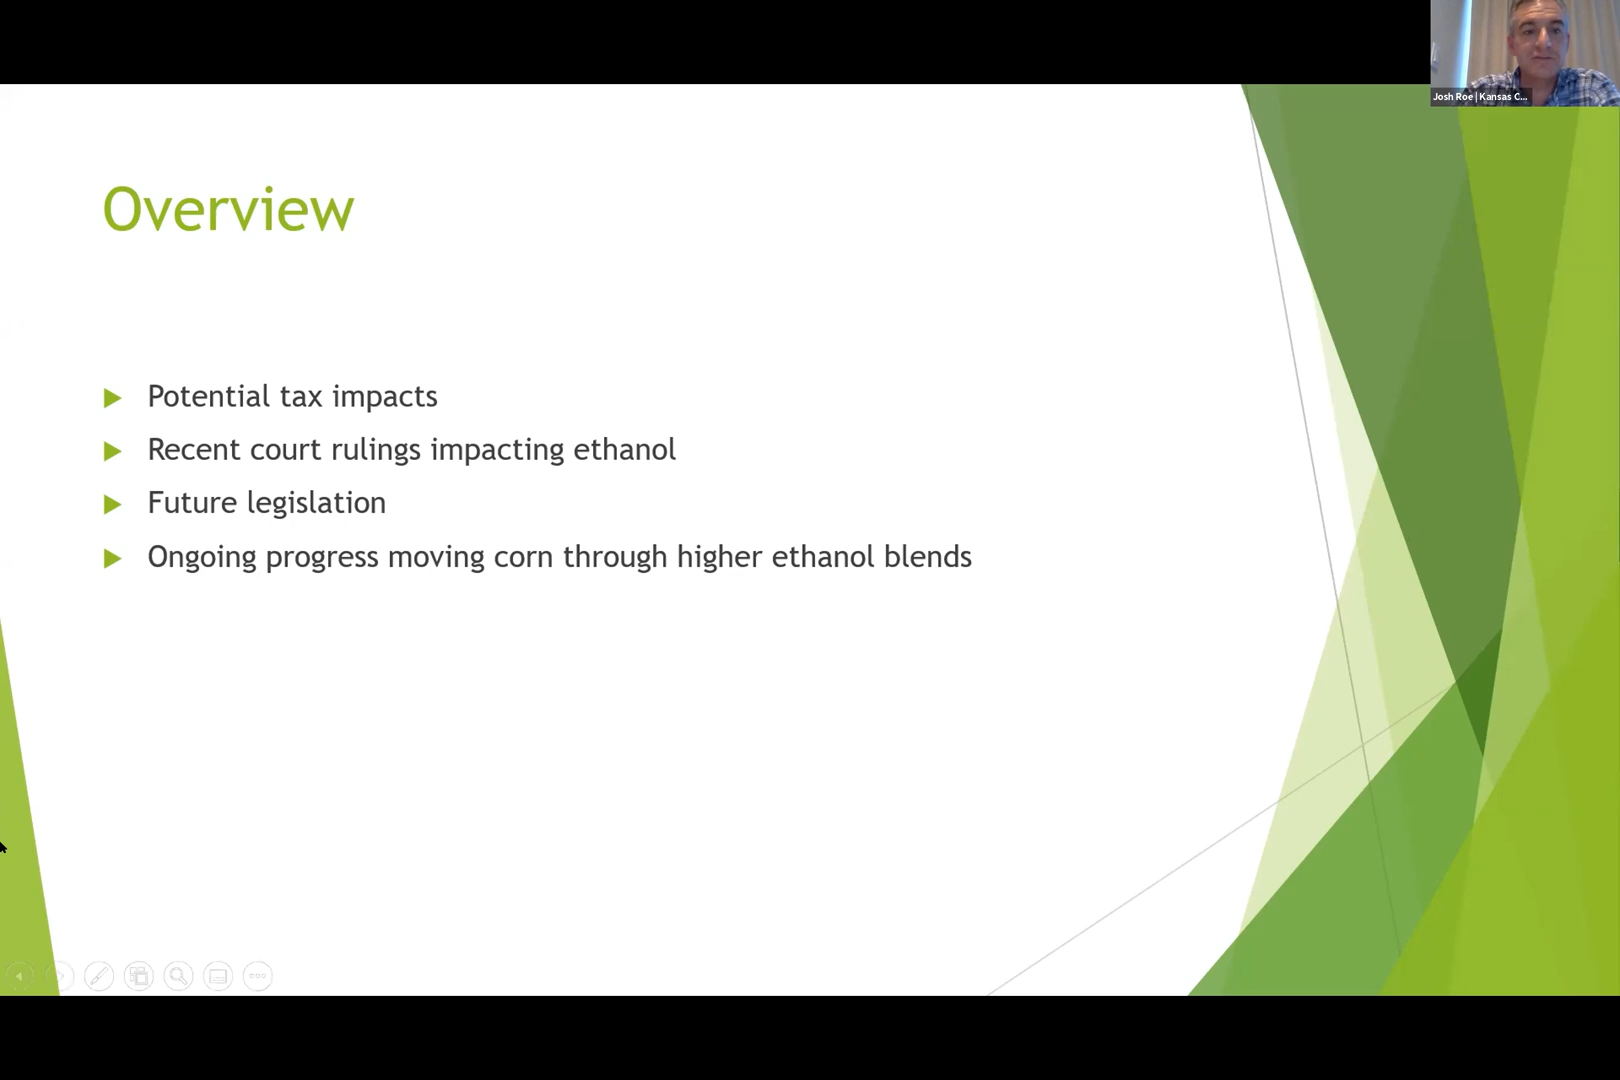 Josh Roe | Kansas C...
Overview
Potential tax impacts
Recent court rulings impacting ethanol
Future legislation
Ongoing progress moving corn through higher ethanol blends